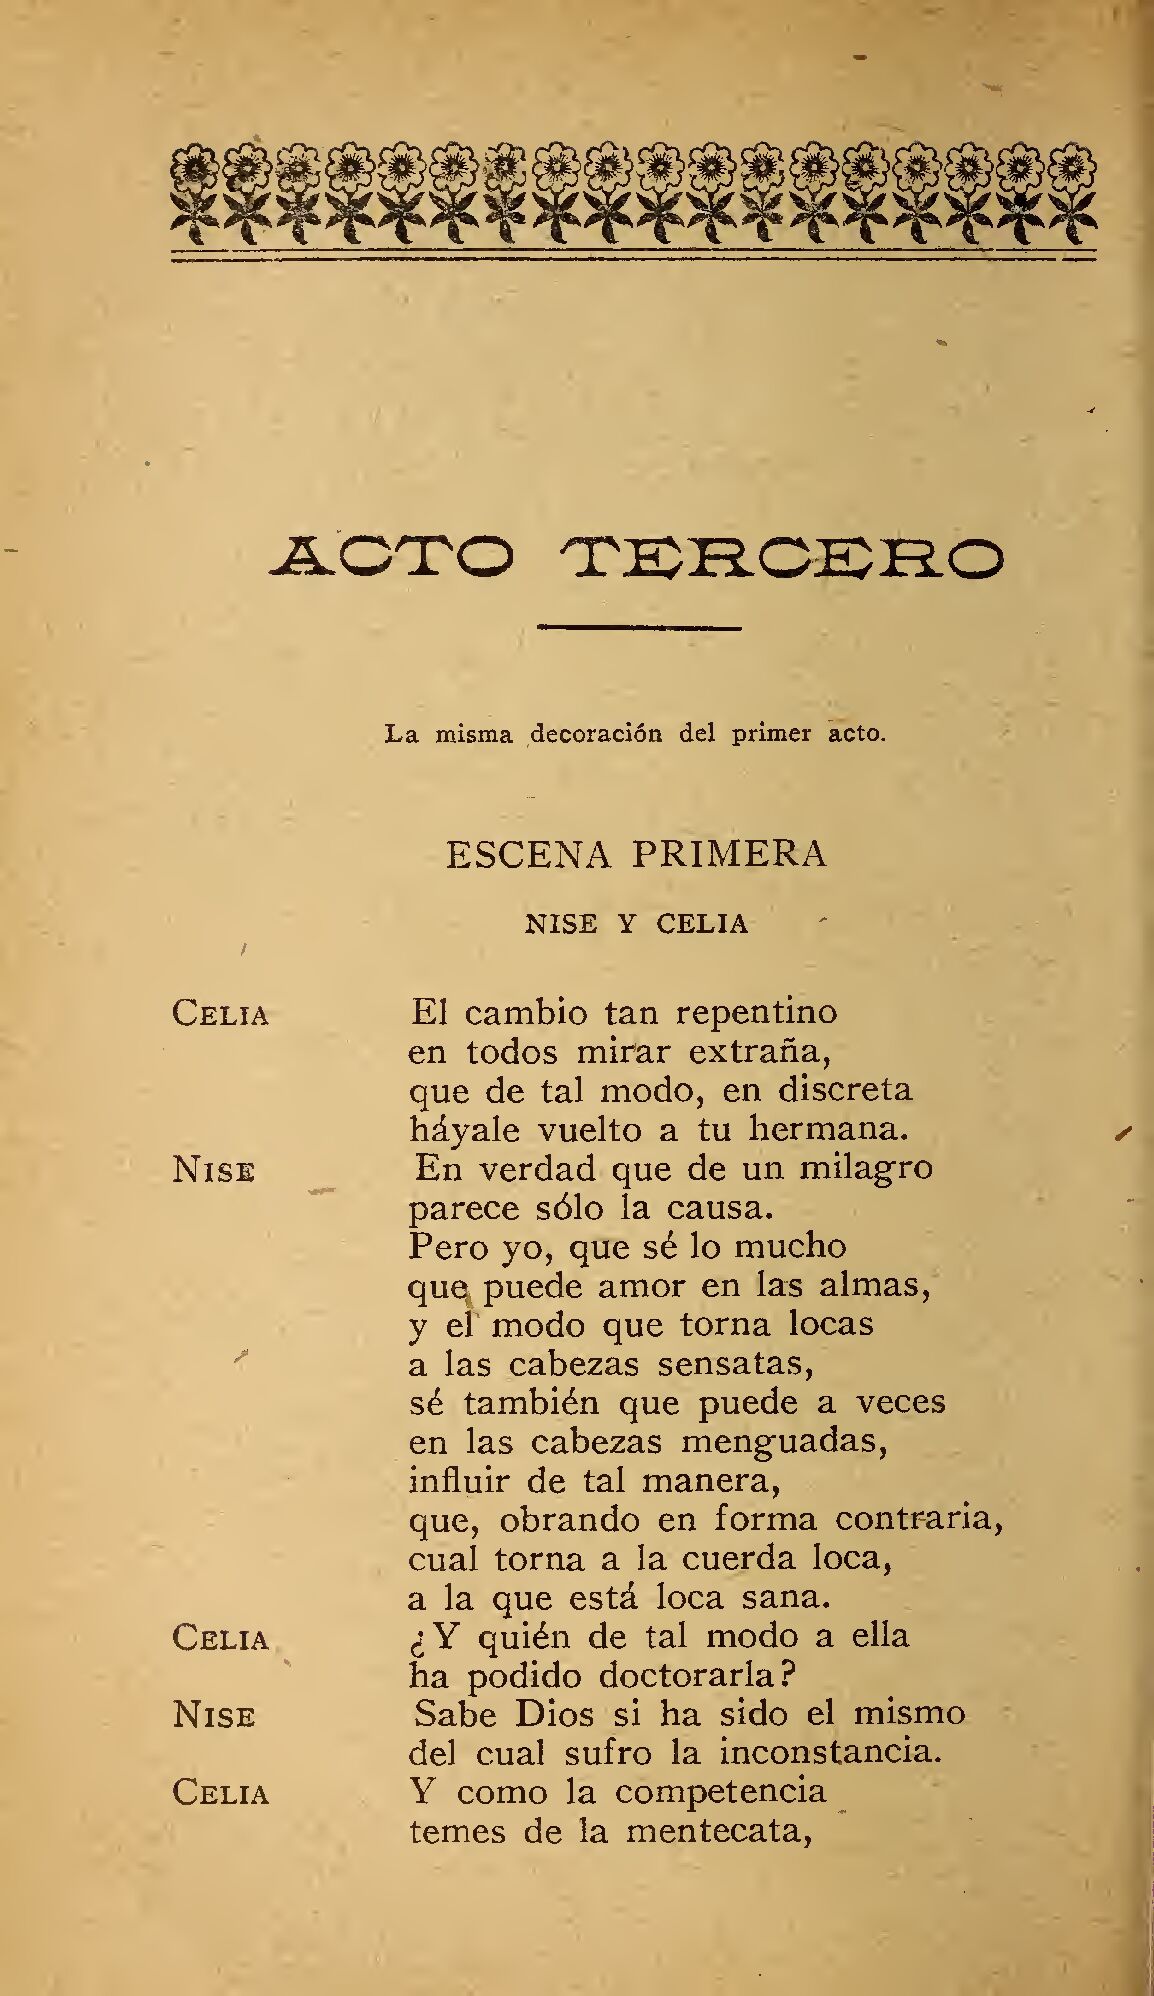 ACTO TERCERO
La misma decoración del primer acto.
ESCENA PRIMERA
NISE Y CELIA
CELIA El cambio tan repentino
en todos mirar extraña,
que de tal modo, en discreta
háyale vuelto a tu hermana.
NISE En verdad que de un milagro
parece sólo la causa.
Pero yo, que sé lo mucho
que puede amor en las almas,
y el modo que torna locas
a las cabezas sensatas,
sé también que puede a veces
en las cabezas menguadas,
influir de tal manera,
que, obrando en forma contraria,
cual torna a la cuerda loca,
a la que está loca sana.
CELIA ¿Y quién de tal modo a ella
ha podido doctorarla?
NISE Sabe Dios si ha sido el mismo
del cual sufro la inconstancia.
CELIA Y como la competencia
temes de la mentecata,